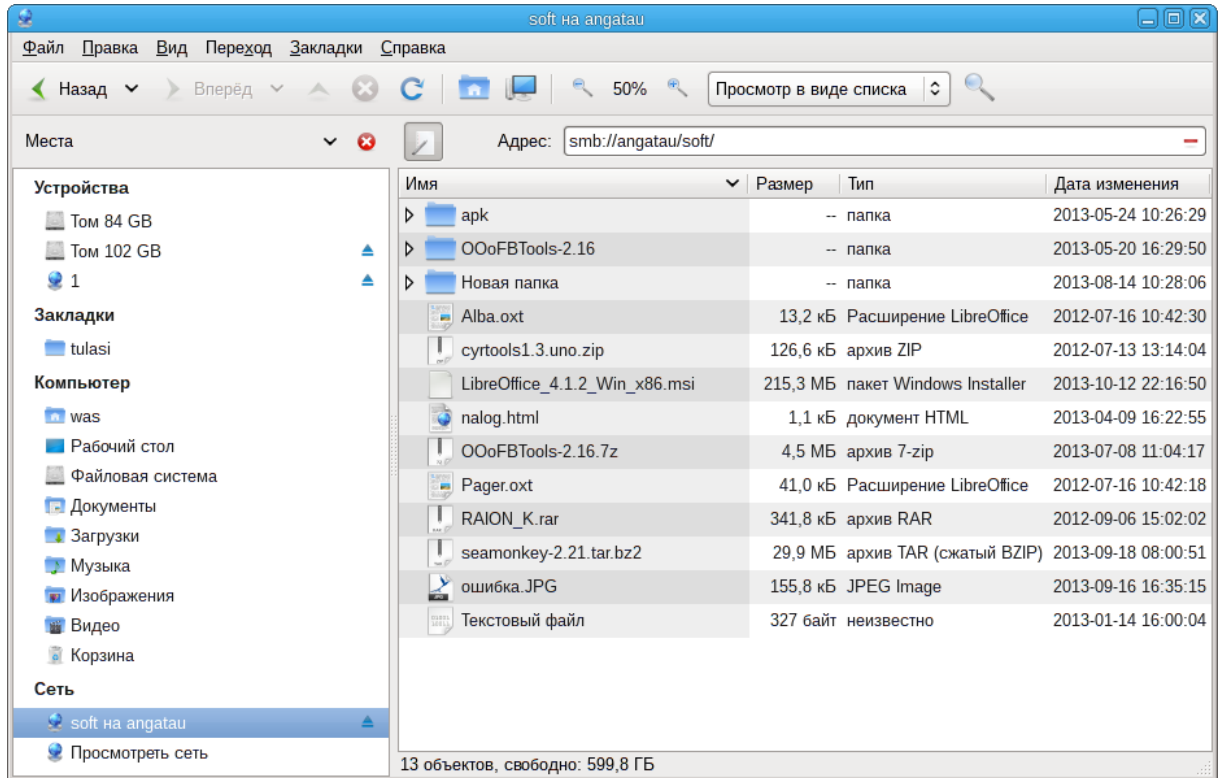 soft на angatau
Файл Правка Вид Переход Закладки Справка
Назад Вперёд 50% Просмотр в виде списка
Места
Адрес: smb://angatau/soft/
Устройства
Том 84 GB
Том 102 GB
1
Закладки
tulasi
Компьютер
was
Рабочий стол
Файловая система
Документы
Загрузки
Музыка
Изображения
Видео
Корзина
Сеть
soft на angatau
Просмотреть сеть
Имя Размер Тип Дата изменения
apk -- папка 2013-05-24 10:26:29
OOoFBTools-2.16 -- папка 2013-05-20 16:29:50
Новая папка -- папка 2013-08-14 10:28:06
Alba.oxt 13,2 кБ Расширение LibreOffice 2012-07-16 10:42:30
cyrtools1.3.uno.zip 126,6 кБ архив ZIP 2012-07-13 13:14:04
LibreOffice_4.1.2_Win_x86.msi 215,3 МБ пакет Windows Installer 2013-10-12 22:16:50
nalog.html 1,1 кБ документ HTML 2013-04-09 16:22:55
OOoFBTools-2.16.7z 4,5 МБ архив 7-zip 2013-07-08 11:04:17
Pager.oxt 41,0 кБ Расширение LibreOffice 2012-07-16 10:42:18
RAION_K.rar 341,8 кБ архив RAR 2012-09-06 15:02:02
seamonkey-2.21.tar.bz2 29,9 МБ архив TAR (сжатый BZIP) 2013-09-18 08:00:51
ошибка.JPG 155,8 кБ JPEG Image 2013-09-16 16:35:15
Текстовый файл 327 байт неизвестно 2013-01-14 16:00:04
13 объектов, свободно: 599,8 ГБ